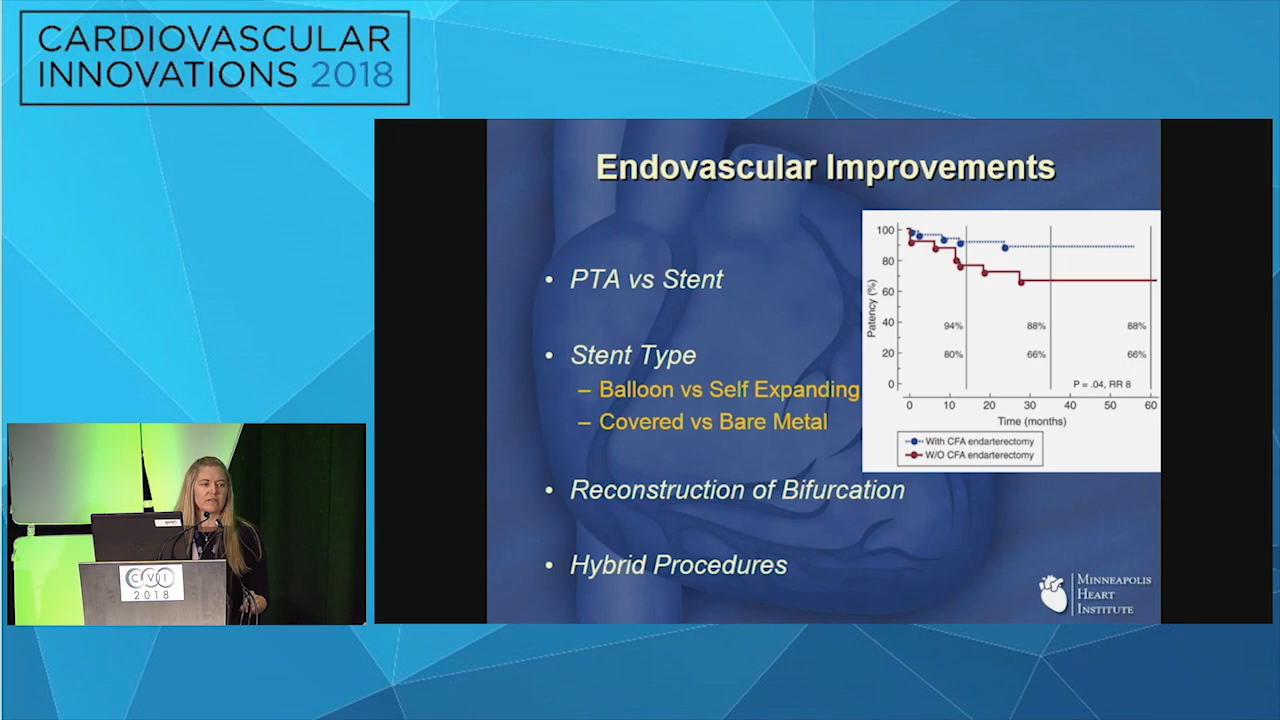 CARDIOVASCULAR
INNOVATIONS 2018
Endovascular Improvements
• PTA vs Stent
• Stent Type
– Balloon vs Self Expanding
– Covered vs Bare Metal
• Reconstruction of Bifurcation
• Hybrid Procedures
Patency (%)
100
80
60
40
20
0
94% 88% 88%
80% 66% 66%
P = .04, RR 8
0 10 20 30 40 50 60
Time (months)
With CFA endarterectomy
W/O CFA endarterectomy
MINNEAPOLIS
HEART
INSTITUTE
CVI
2018